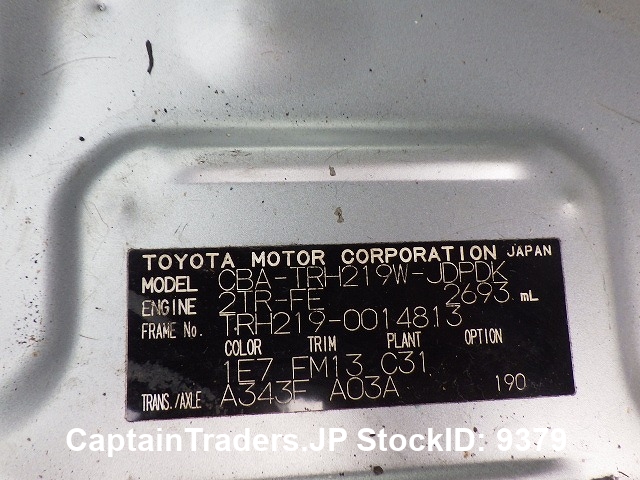 TOYOTA MOTOR CORPORATION JAPAN
MODEL CBA-TRH219W-JDPDK
ENGINE 2TR-FE 2693 mL
FRAME No. TRH219-0014813
COLOR TRIM PLANT OPTION
1E7 FM13 C31
TRANS./AXLE A343F A03A 190
CaptainTraders.JP StockID: 9379